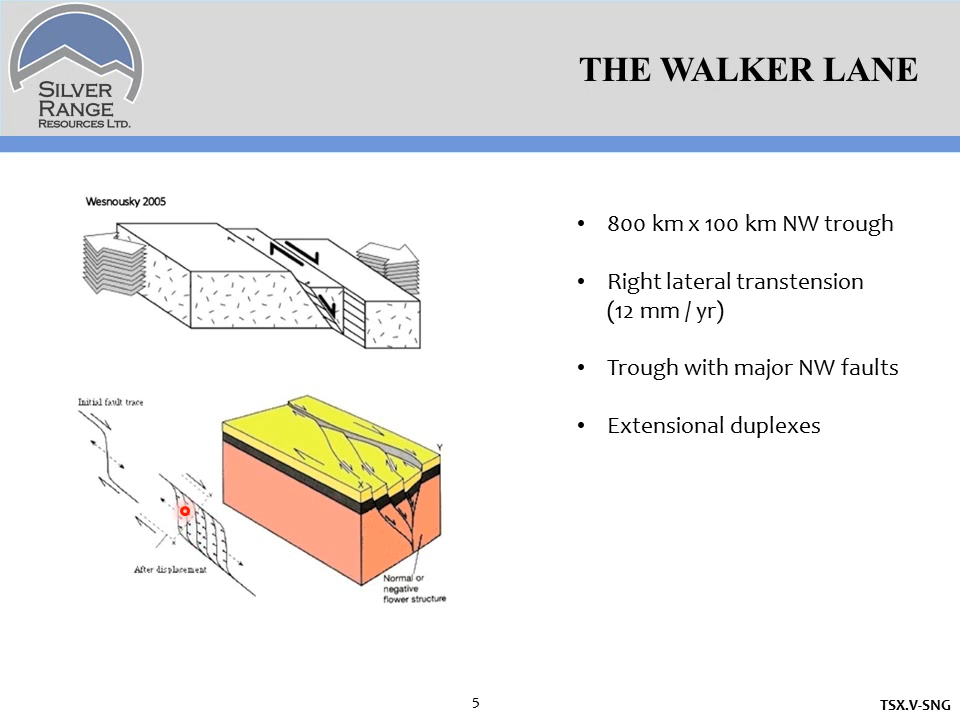 SILVER
RANGE
RESOURCES LTD.
THE WALKER LANE
Wesnousky 2005
• 800 km x 100 km NW trough
• Right lateral transtension
(12 mm / yr)
• Trough with major NW faults
• Extensional duplexes
Initial fault trace
After displacement
X
Y
Normal or
negative
flower structure
5
TSX.V-SNG